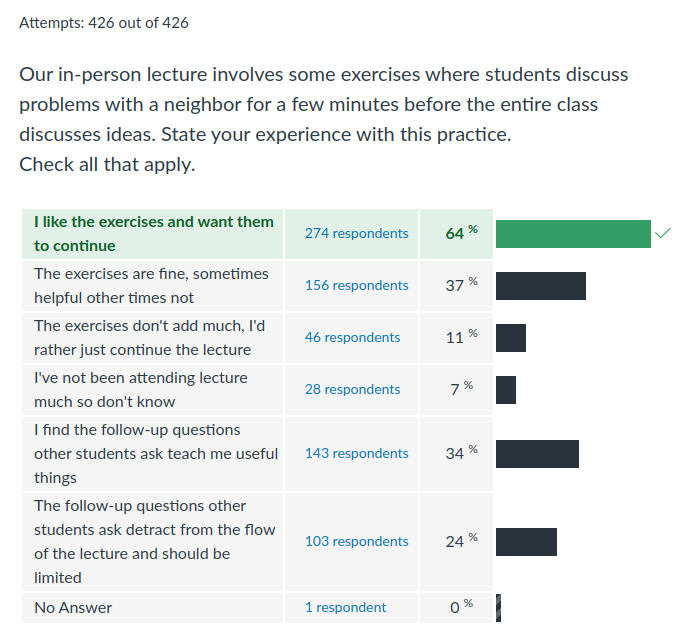 Attempts: 426 out of 426
Our in-person lecture involves some exercises where students discuss
problems with a neighbor for a few minutes before the entire class
discusses ideas. State your experience with this practice.
Check all that apply.
I like the exercises and want them
to continue
274 respondents
64 %
The exercises are fine, sometimes
helpful other times not
156 respondents
37 %
The exercises don't add much, I'd
rather just continue the lecture
46 respondents
11 %
I've not been attending lecture
much so don't know
28 respondents
7 %
I find the follow-up questions
other students ask teach me useful
things
143 respondents
34 %
The follow-up questions other
students ask detract from the flow
of the lecture and should be
limited
103 respondents
24 %
No Answer
1 respondent
0 %